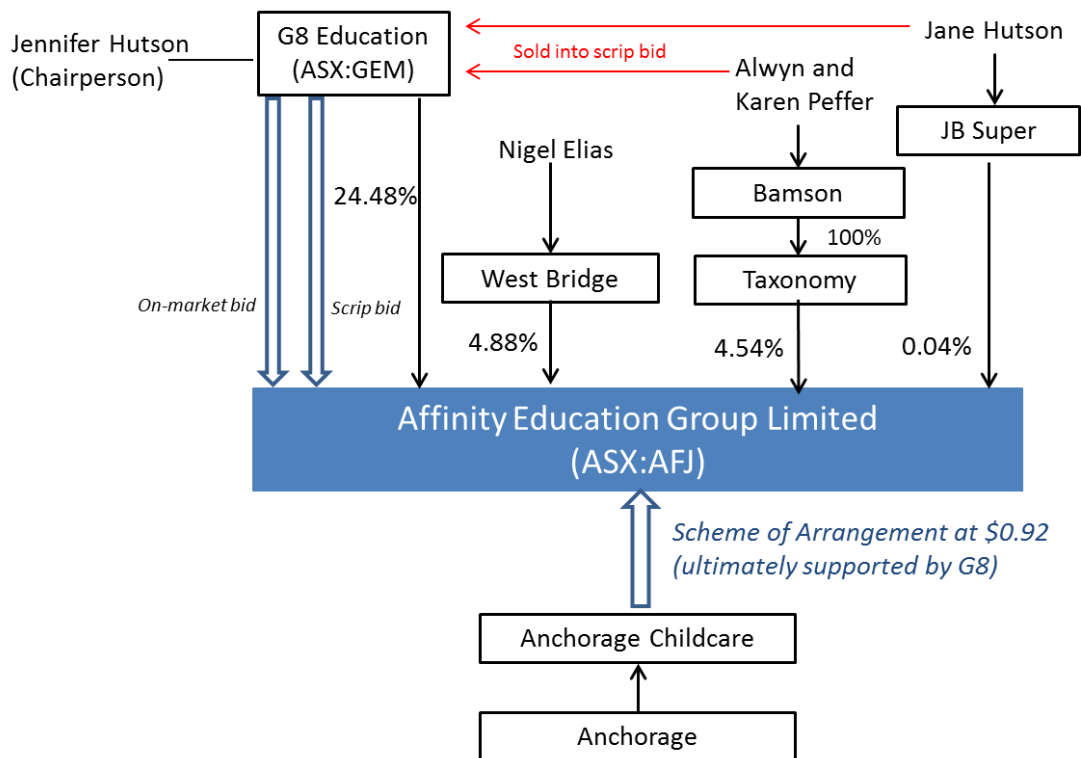 Jennifer Hutson
(Chairperson)
G8 Education
(ASX:GEM)
Sold into scrip bid
Jane Hutson
Alwyn and
Karen Peffer
JB Super
Nigel Elias
24.48%
Bamson
100%
West Bridge
Taxonomy
On-market bid
Scrip bid
4.88%
4.54%
0.04%
Affinity Education Group Limited
(ASX:AFJ)
Scheme of Arrangement at $0.92
(ultimately supported by G8)
Anchorage Childcare
Anchorage